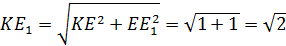 KE₁ = √(KE² + EE₁²) = √(1 + 1) = √2